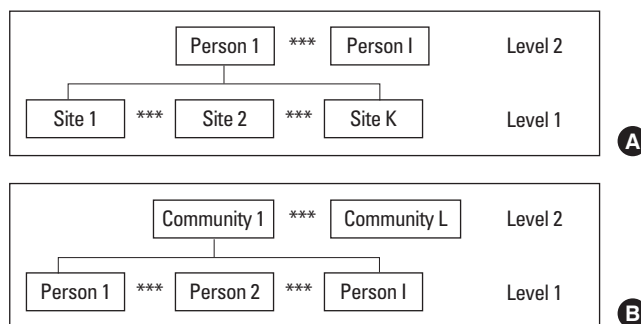 Person 1 *** Person I Level 2
Site 1 *** Site 2 *** Site K Level 1
A
Community 1 *** Community L Level 2
Person 1 *** Person 2 *** Person I Level 1
B